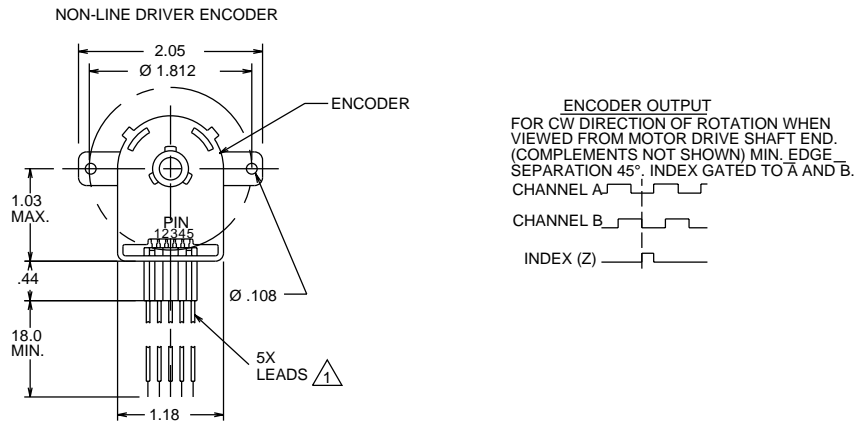 NON-LINE DRIVER ENCODER
2.05
Ø 1.812
ENCODER
1.03
MAX.
PIN
12345
.44
Ø .108
18.0
MIN.
5X
LEADS 1
1.18
ENCODER OUTPUT
FOR CW DIRECTION OF ROTATION WHEN
VIEWED FROM MOTOR DRIVE SHAFT END.
(COMPLEMENTS NOT SHOWN) MIN. EDGE
SEPARATION 45°. INDEX GATED TO A̅ AND B̅.
CHANNEL A
CHANNEL B
INDEX (Z)